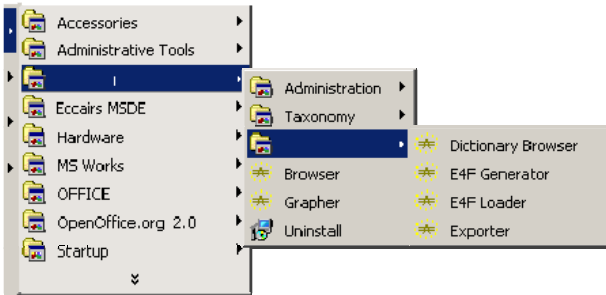 Accessories
Administrative Tools
Eccairs MSDE
Hardware
MS Works
OFFICE
OpenOffice.org 2.0
Startup
Administration
Taxonomy
Browser
Grapher
Uninstall
Dictionary Browser
E4F Generator
E4F Loader
Exporter